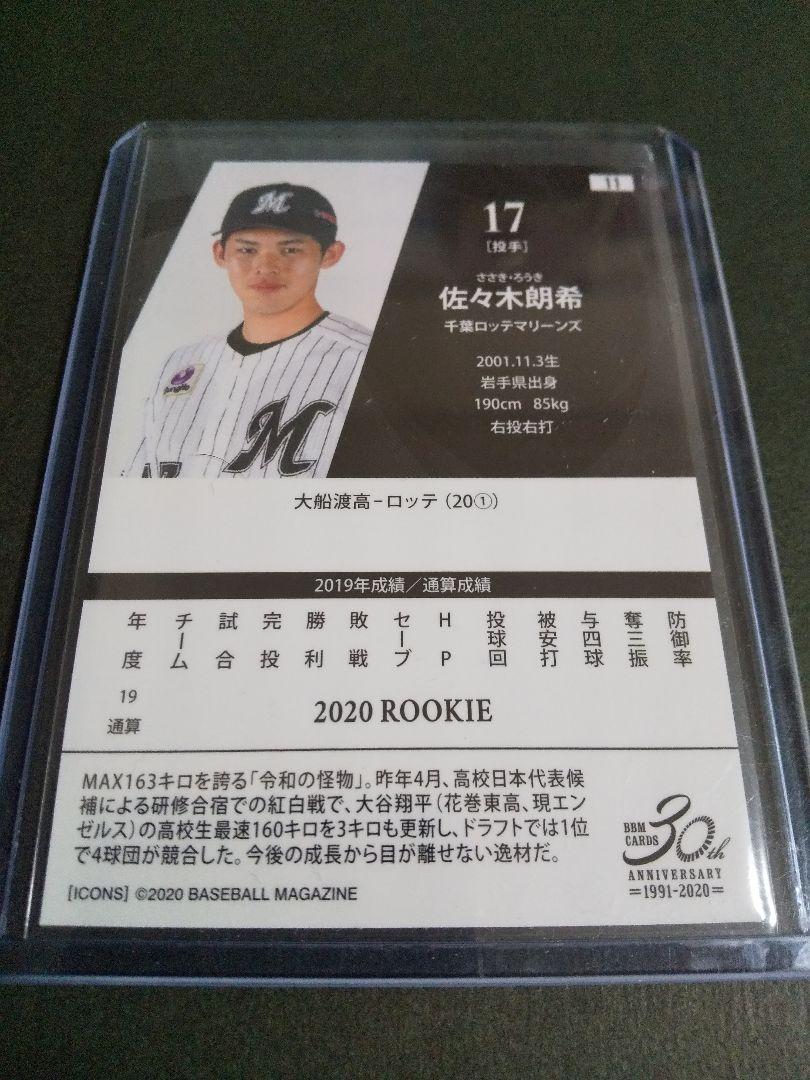 11
17
[投手]
ささき・ろうき
佐々木朗希
千葉ロッテマリーンズ
2001.11.3生
岩手県出身
190cm 85kg
右投右打
M
M
大船渡高－ロッテ（20①）
2019年成績／通算成績
年度 チーム 試合 完投 勝利 敗戦 セーブ HP 投球回 被安打 与四球 奪三振 防御率
19
通算
2020 ROOKIE
MAX163キロを誇る「令和の怪物」。昨年4月、高校日本代表候
補による研修合宿での紅白戦で、大谷翔平（花巻東高、現エン
ゼルス）の高校生最速160キロを3キロも更新し、ドラフトでは1位
で4球団が競合した。今後の成長から目が離せない逸材だ。
BBM
CARDS
30th
ANNIVERSARY
=1991-2020=
[ICONS] ©2020 BASEBALL MAGAZINE